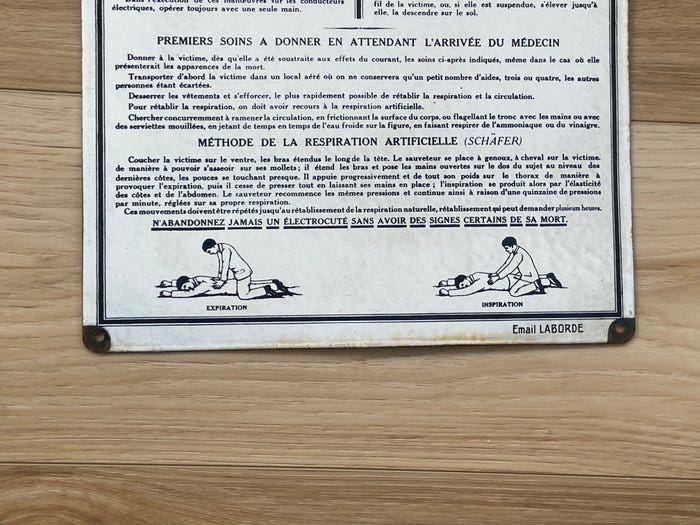 Dans l'exécution de ces manœuvres sur les conducteurs
électriques, opérer toujours avec une seule main.
fil de la victime, ou, si elle est suspendue, s'élever jusqu'à
elle, la descendre sur le sol.
PREMIERS SOINS A DONNER EN ATTENDANT L'ARRIVÉE DU MÉDECIN
Donner à la victime, dès qu'elle a été soustraite aux effets du courant, les soins ci-après indiqués, même dans le cas où elle
présenterait les apparences de la mort.
Transporter d'abord la victime dans un local aéré où on ne conservera qu'un petit nombre d'aides, trois ou quatre, les autres
personnes étant écartées.
Desserrer les vêtements et s'efforcer, le plus rapidement possible de rétablir la respiration et la circulation.
Pour rétablir la respiration, on doit avoir recours à la respiration artificielle.
Chercher concurremment à ramener la circulation, en frictionnant la surface du corps, ou flagellant le tronc avec les mains ou avec
des serviettes mouillées, en jetant de temps en temps de l'eau froide sur la figure, en faisant respirer de l'ammoniaque ou du vinaigre.
MÉTHODE DE LA RESPIRATION ARTIFICIELLE (SCHÄFER)
Coucher la victime sur le ventre, les bras étendus le long de la tête. Le sauveteur se place à genoux, à cheval sur la victime.
de manière à pouvoir s'asseoir sur ses mollets; il étend les bras et pose les mains ouvertes sur le dos du sujet au niveau des
dernières côtes, les pouces se touchant presque. Il appuie progressivement et de tout son poids sur le thorax de manière à
provoquer l'expiration, puis il cesse de presser tout en laissant ses mains en place; l'inspiration se produit alors par l'élasticité
des côtes et de l'abdomen. Le sauveteur recommence les mêmes pressions et continue ainsi à raison d'une quinzaine de pressions
par minute, réglées sur sa propre respiration.
Ces mouvements doivent être répétés jusqu'au rétablissement de la respiration naturelle, rétablissement qui peut demander plusieurs heures.
N'ABANDONNEZ JAMAIS UN ÉLECTROCUTÉ SANS AVOIR DES SIGNES CERTAINS DE SA MORT.
EXPIRATION
INSPIRATION
Email LABORDE